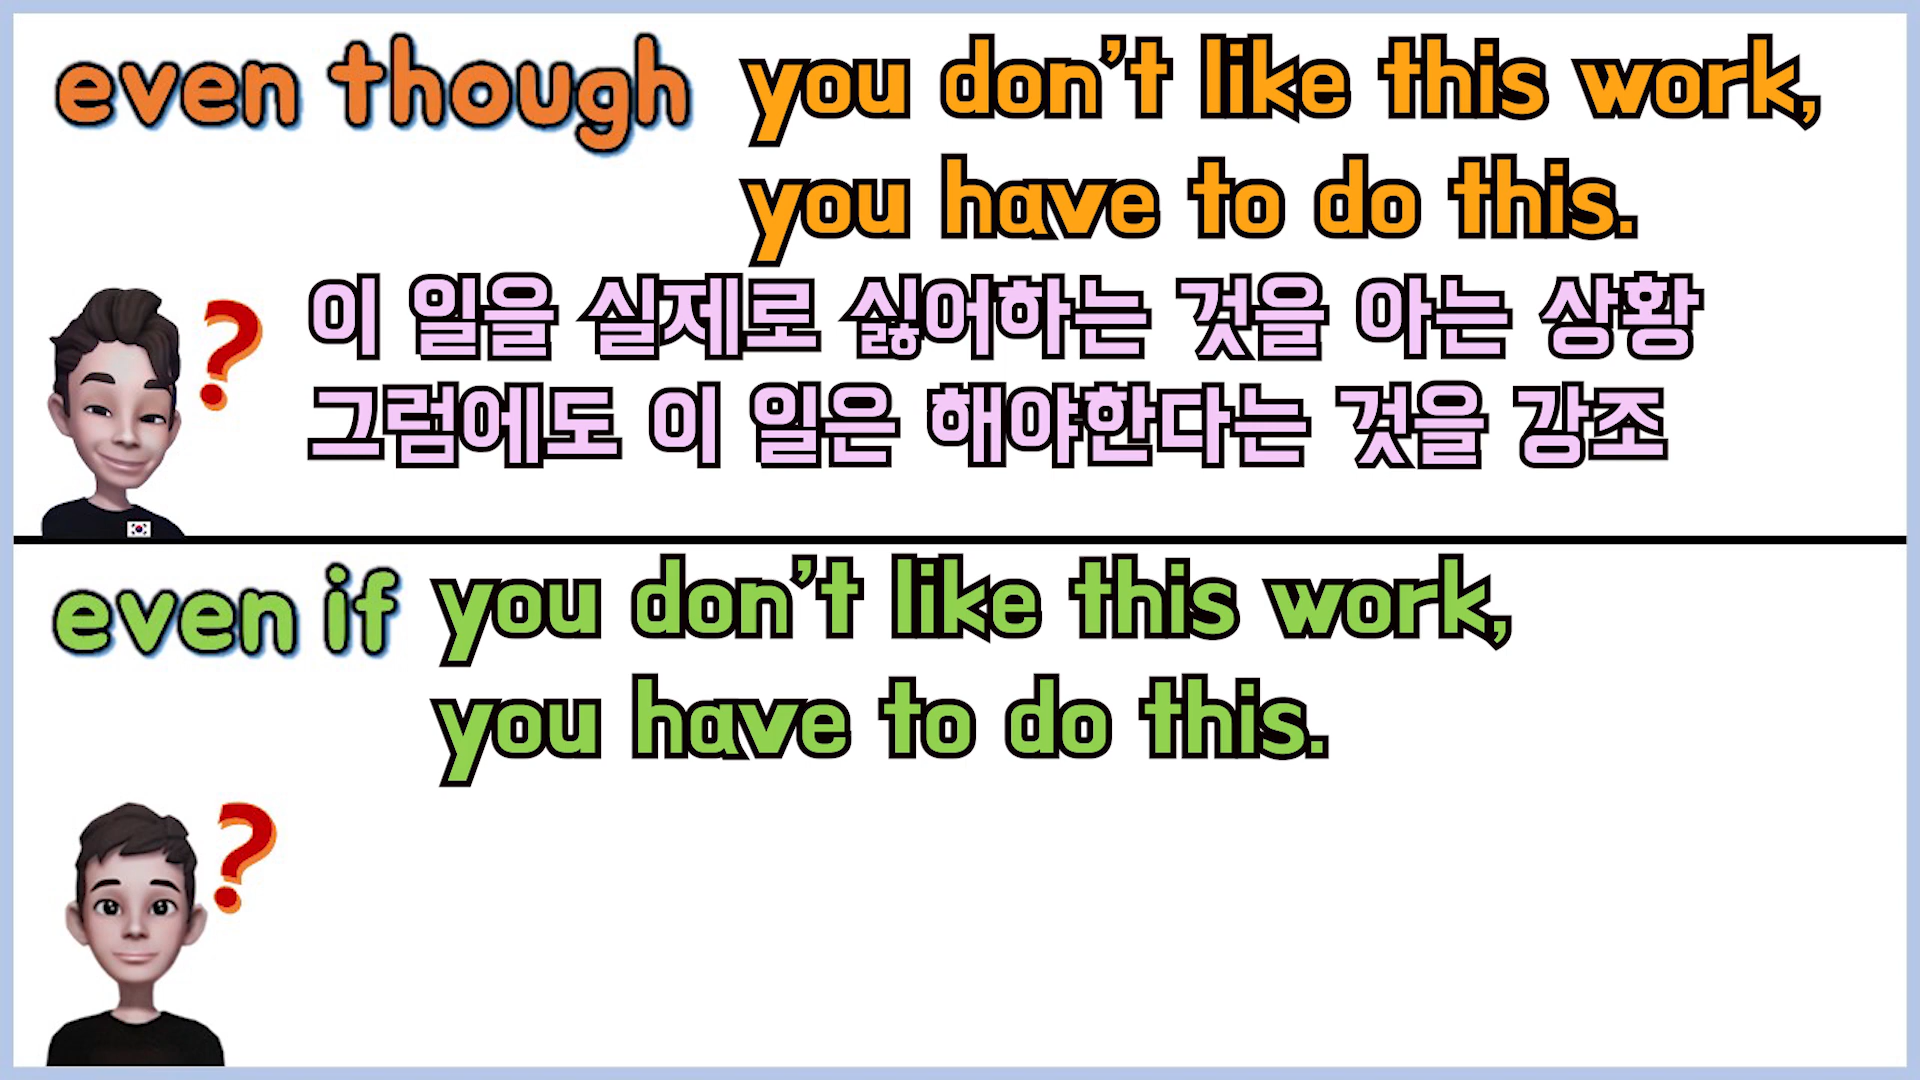 even though you don't like this work,
you have to do this.
이 일을 실제로 싫어하는 것을 아는 상황
그럼에도 이 일은 해야한다는 것을 강조
?
even if you don't like this work,
you have to do this.
?